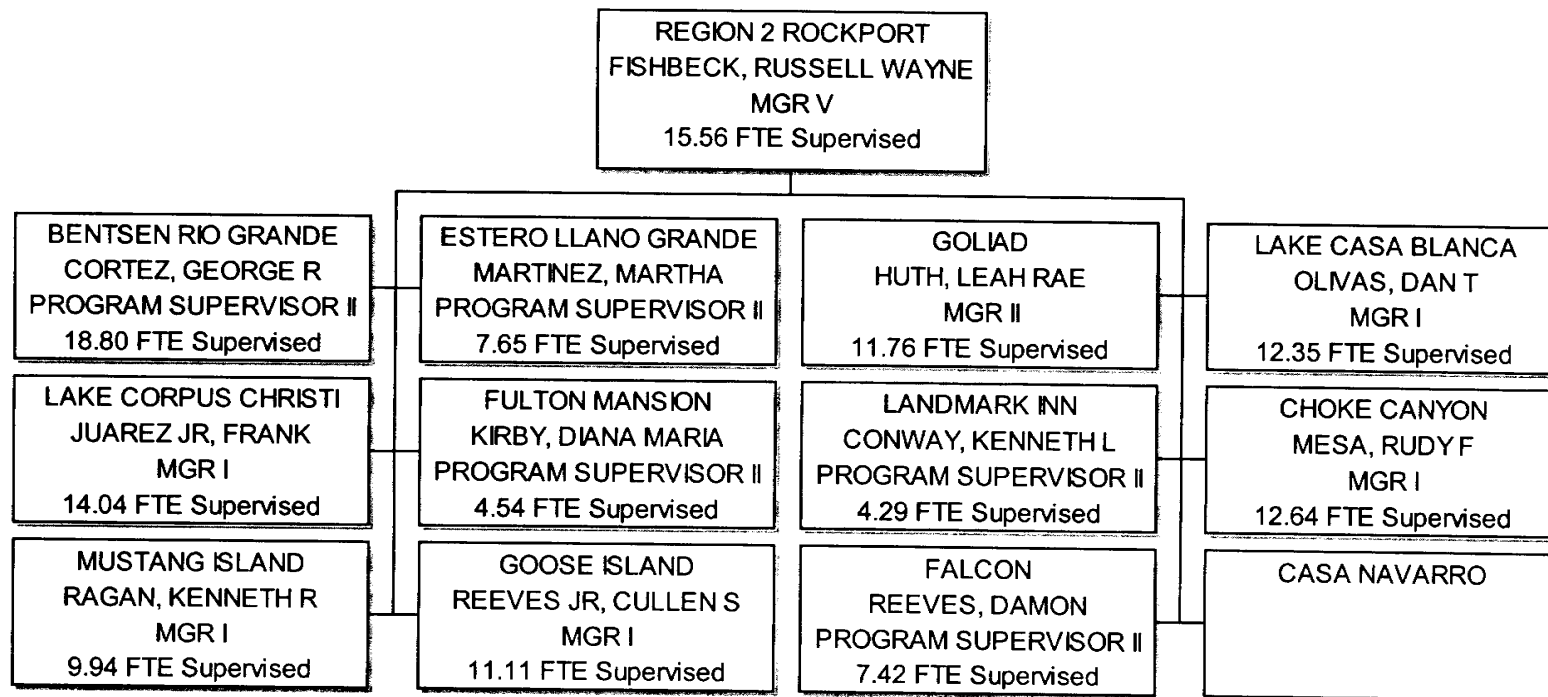 REGION 2 ROCKPORT
FISHBECK, RUSSELL WAYNE
MGR V
15.56 FTE Supervised
BENTSEN RIO GRANDE
CORTEZ, GEORGE R
PROGRAM SUPERVISOR II
18.80 FTE Supervised
ESTERO LLANO GRANDE
MARTINEZ, MARTHA
PROGRAM SUPERVISOR II
7.65 FTE Supervised
GOLIAD
HUTH, LEAH RAE
MGR II
11.76 FTE Supervised
LAKE CASA BLANCA
OLIVAS, DAN T
MGR I
12.35 FTE Supervised
LAKE CORPUS CHRISTI
JUAREZ JR, FRANK
MGR I
14.04 FTE Supervised
FULTON MANSION
KIRBY, DIANA MARIA
PROGRAM SUPERVISOR II
4.54 FTE Supervised
LANDMARK INN
CONWAY, KENNETH L
PROGRAM SUPERVISOR II
4.29 FTE Supervised
CHOKE CANYON
MESA, RUDY F
MGR I
12.64 FTE Supervised
MUSTANG ISLAND
RAGAN, KENNETH R
MGR I
9.94 FTE Supervised
GOOSE ISLAND
REEVES JR, CULLEN S
MGR I
11.11 FTE Supervised
FALCON
REEVES, DAMON
PROGRAM SUPERVISOR II
7.42 FTE Supervised
CASA NAVARRO